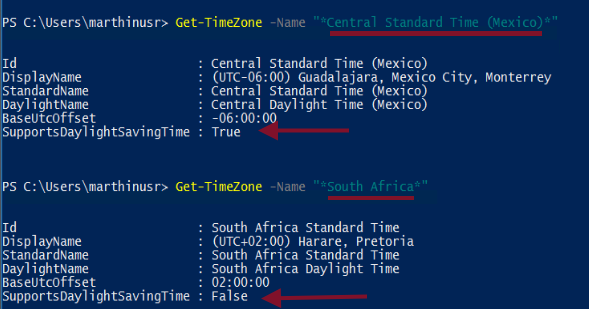 PS C:\Users\marthinusr> Get-TimeZone -Name "*Central Standard Time (Mexico)*"
Id : Central Standard Time (Mexico)
DisplayName : (UTC-06:00) Guadalajara, Mexico City, Monterrey
StandardName : Central Standard Time (Mexico)
DaylightName : Central Daylight Time (Mexico)
BaseUtcOffset : -06:00:00
SupportsDaylightSavingTime : True
PS C:\Users\marthinusr> Get-TimeZone -Name "*South Africa*"
Id : South Africa Standard Time
DisplayName : (UTC+02:00) Harare, Pretoria
StandardName : South Africa Standard Time
DaylightName : South Africa Daylight Time
BaseUtcOffset : 02:00:00
SupportsDaylightSavingTime : False